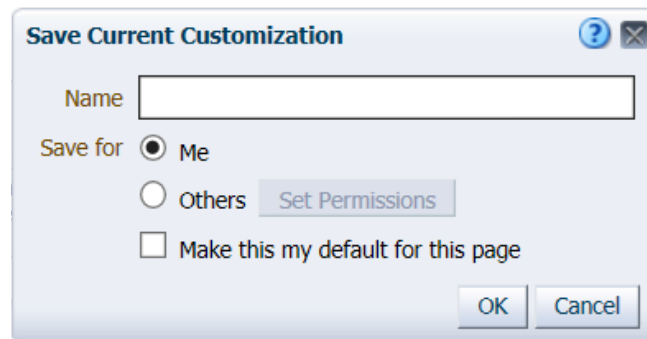 Save Current Customization ?
Name
Save for Me
Others Set Permissions
Make this my default for this page
OK Cancel